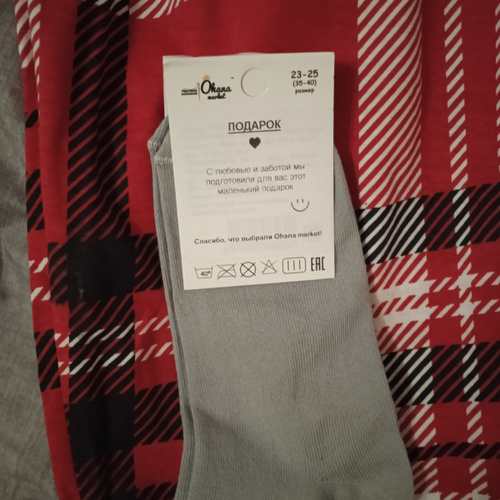 Ohana
market
23-25
(35-40)
размер
ПОДАРОК
С любовью и заботой мы
подготовили для вас этот
маленький подарок
Спасибо, что выбрали Ohana market!
40°
EAC